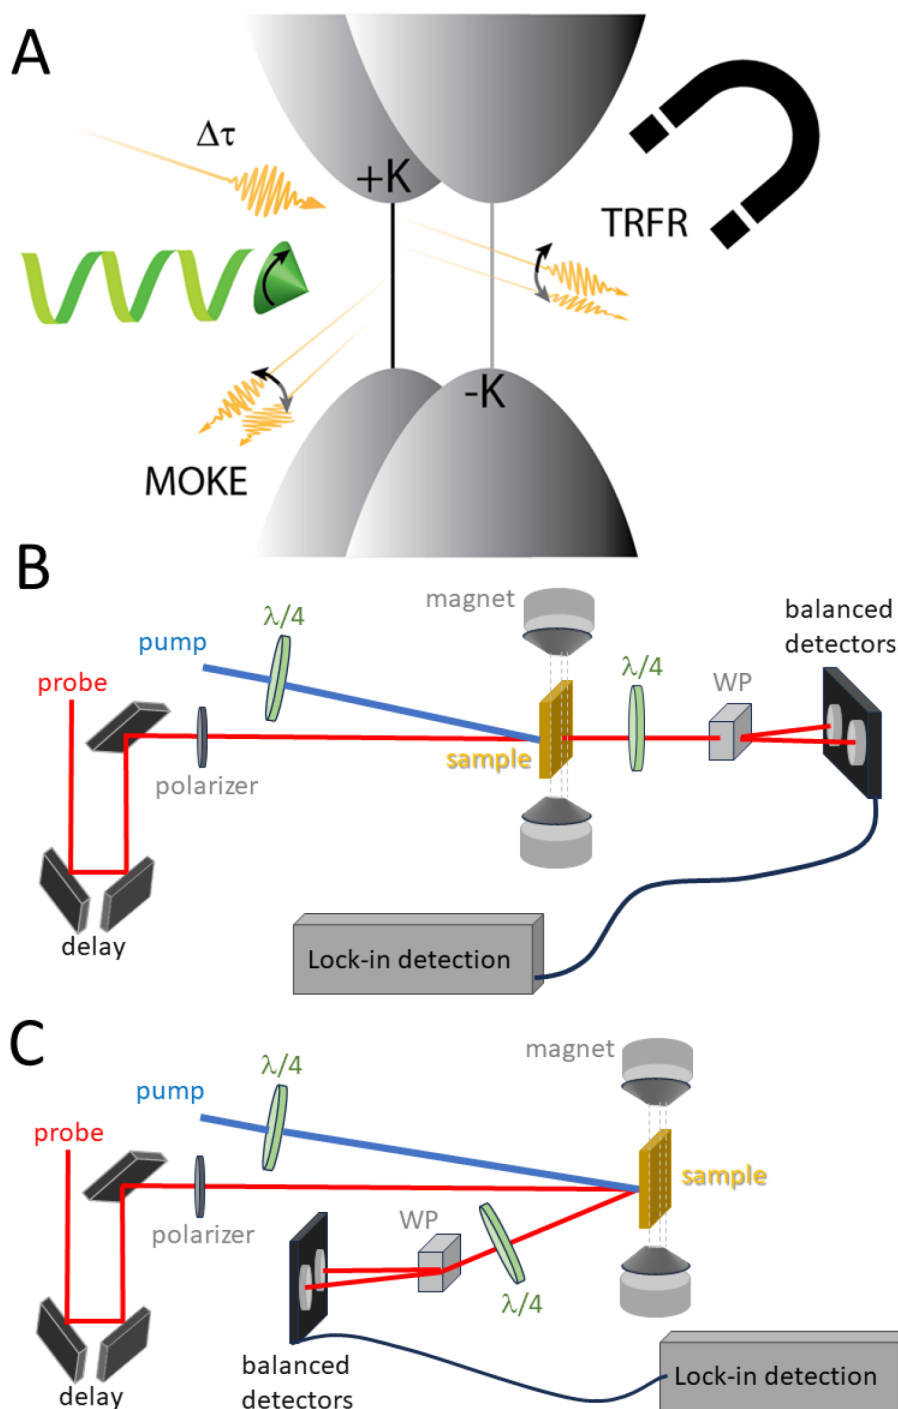 A
Δτ
+K
TRFR
-K
MOKE
B
magnet
balanced
detectors
λ/4
pump
λ/4
WP
probe
sample
polarizer
delay
Lock-in detection
C
magnet
λ/4
pump
probe
sample
WP
polarizer
λ/4
balanced
detectors
delay
Lock-in detection